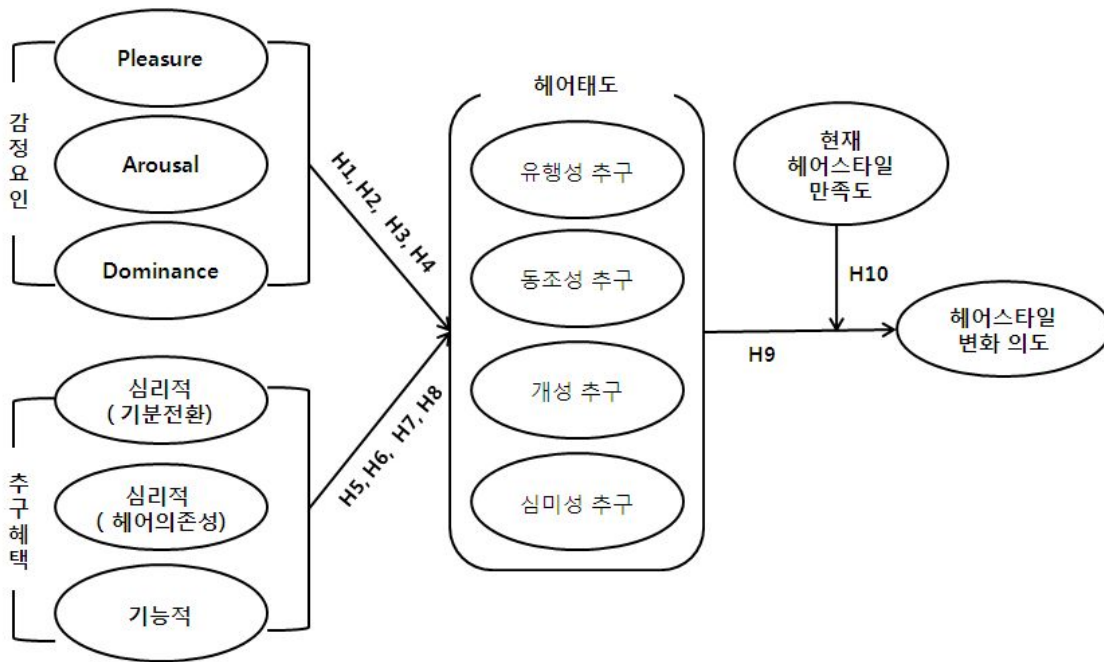 감정요인
Pleasure
Arousal
Dominance
H1, H2, H3, H4
추구혜택
심리적
( 기분전환)
심리적
( 헤어의존성)
기능적
H5, H6, H7, H8
헤어태도
유행성 추구
동조성 추구
개성 추구
심미성 추구
현재
헤어스타일
만족도
H10
H9
헤어스타일
변화 의도